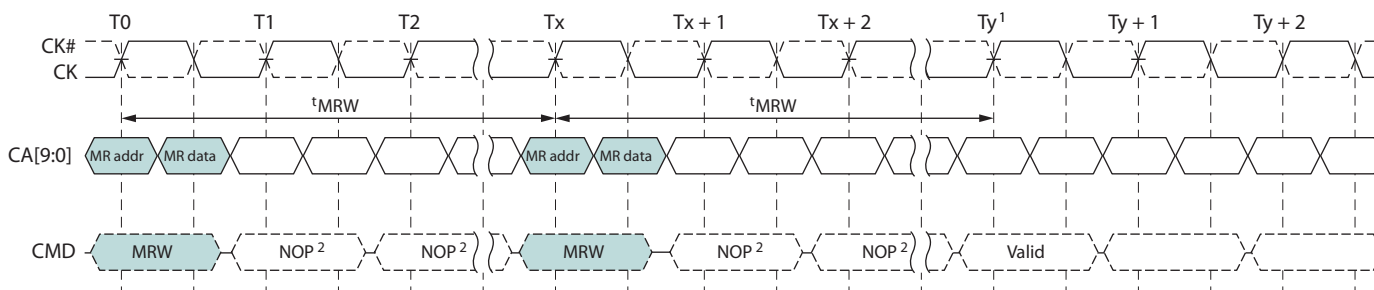 T0 T1 T2 Tx Tx + 1 Tx + 2 Ty1 Ty + 1 Ty + 2
CK#
CK
tMRW tMRW
CA[9:0] MR addr MR data MR addr MR data
CMD MRW NOP 2 NOP 2 MRW NOP 2 NOP 2 Valid